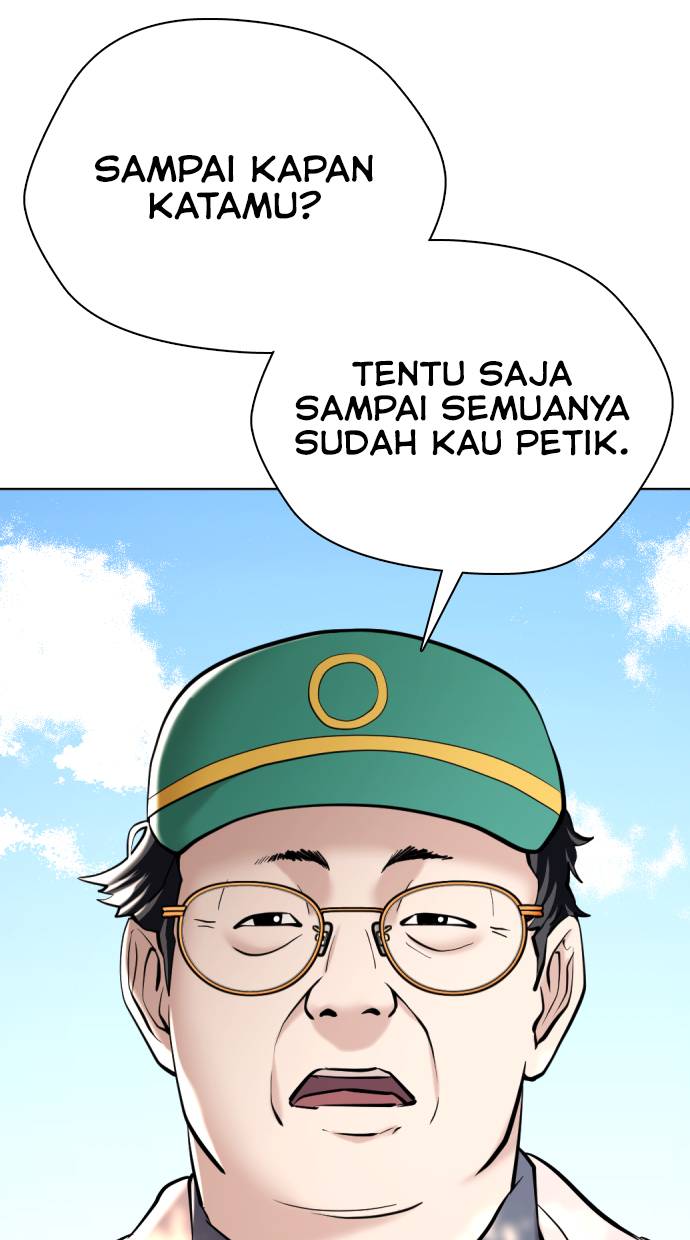 SAMPAI KAPAN
KATAMU?
TENTU SAJA
SAMPAI SEMUANYA
SUDAH KAU PETIK.